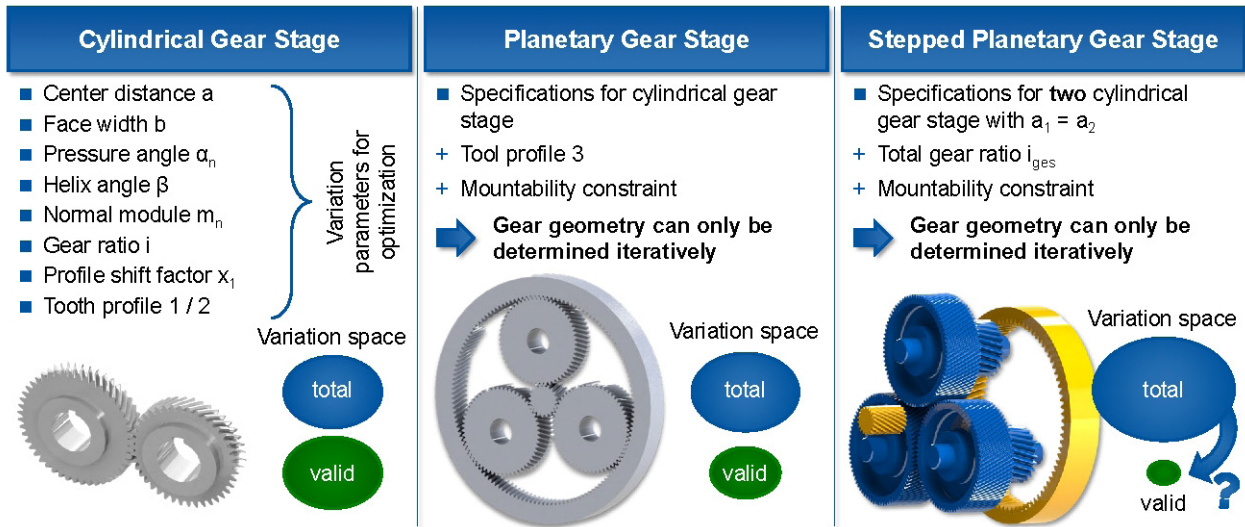 Cylindrical Gear Stage
■ Center distance a
■ Face width b
■ Pressure angle αn
■ Helix angle β
■ Normal module mn
■ Gear ratio i
■ Profile shift factor x1
■ Tooth profile 1 / 2
Variation
parameters for
optimization
Variation space
total
valid
Planetary Gear Stage
■ Specifications for cylindrical gear
stage
+ Tool profile 3
+ Mountability constraint
Gear geometry can only be
determined iteratively
Variation space
total
valid
Stepped Planetary Gear Stage
■ Specifications for two cylindrical
gear stage with a1 = a2
+ Total gear ratio iges
+ Mountability constraint
Gear geometry can only be
determined iteratively
Variation space
total
valid
?